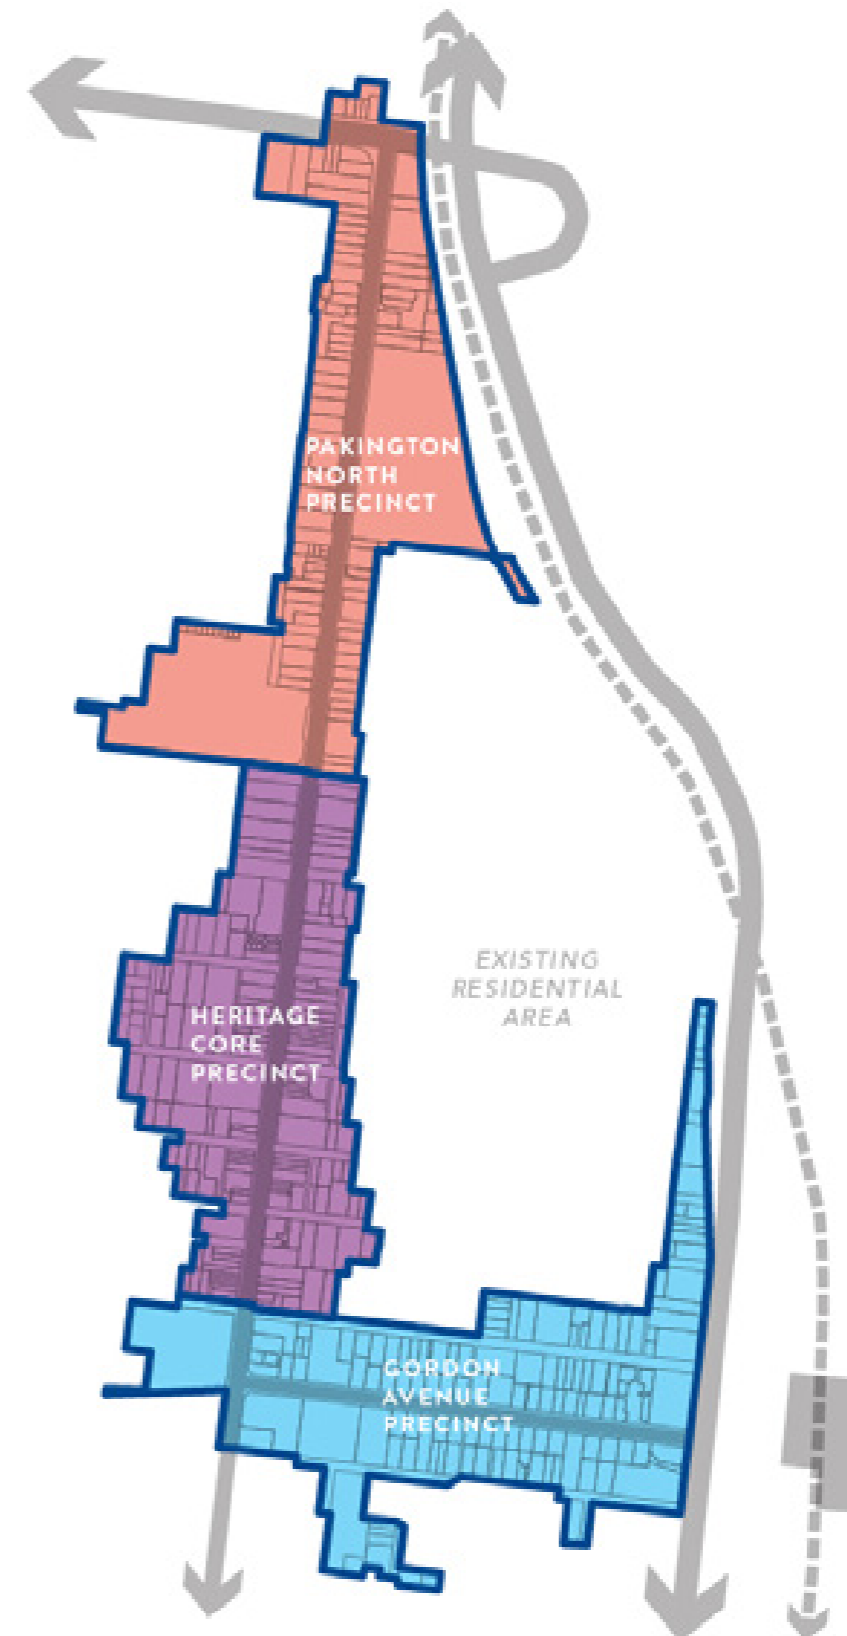 PAKINGTON
NORTH
PRECINCT
EXISTING
RESIDENTIAL
AREA
HERITAGE
CORE
PRECINCT
GORDON
AVENUE
PRECINCT